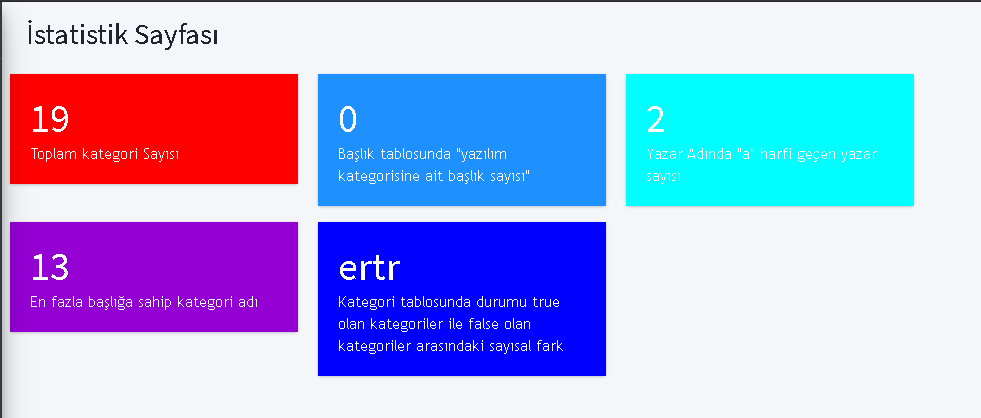 İstatistik Sayfası
19
Toplam kategori Sayısı
0
Başlık tablosunda "yazılım
kategorisine ait başlık sayısı"
2
Yazar Adında "a" harfi geçen yazar
sayısı
13
En fazla başlığa sahip kategori adı
ertr
Kategori tablosunda durumu true
olan kategoriler ile false olan
kategoriler arasındaki sayısal fark